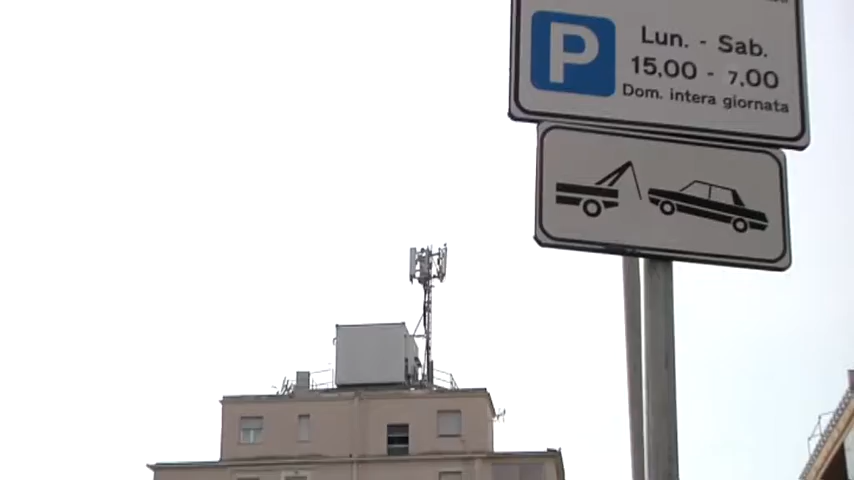 P
Lun. - Sab.
15,00 - 7,00
Dom. intera giornata